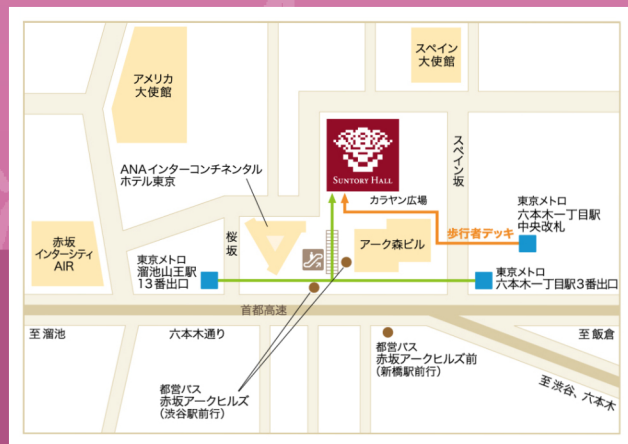 スペイン
大使館
アメリカ
大使館
SUNTORY HALL
スペイン坂
ANAインターコンチネンタル
ホテル東京
カラヤン広場
東京メトロ
六本木一丁目駅
中央改札
歩行者デッキ
桜坂
赤坂
インターシティ
AIR
アーク森ビル
東京メトロ
溜池山王駅
13番出口
東京メトロ
六本木一丁目駅3番出口
首都高速
至溜池
六本木通り
至飯倉
都営バス
赤坂アークヒルズ前
(新橋駅前行)
都営バス
赤坂アークヒルズ
(渋谷駅前行)
至渋谷、六本木